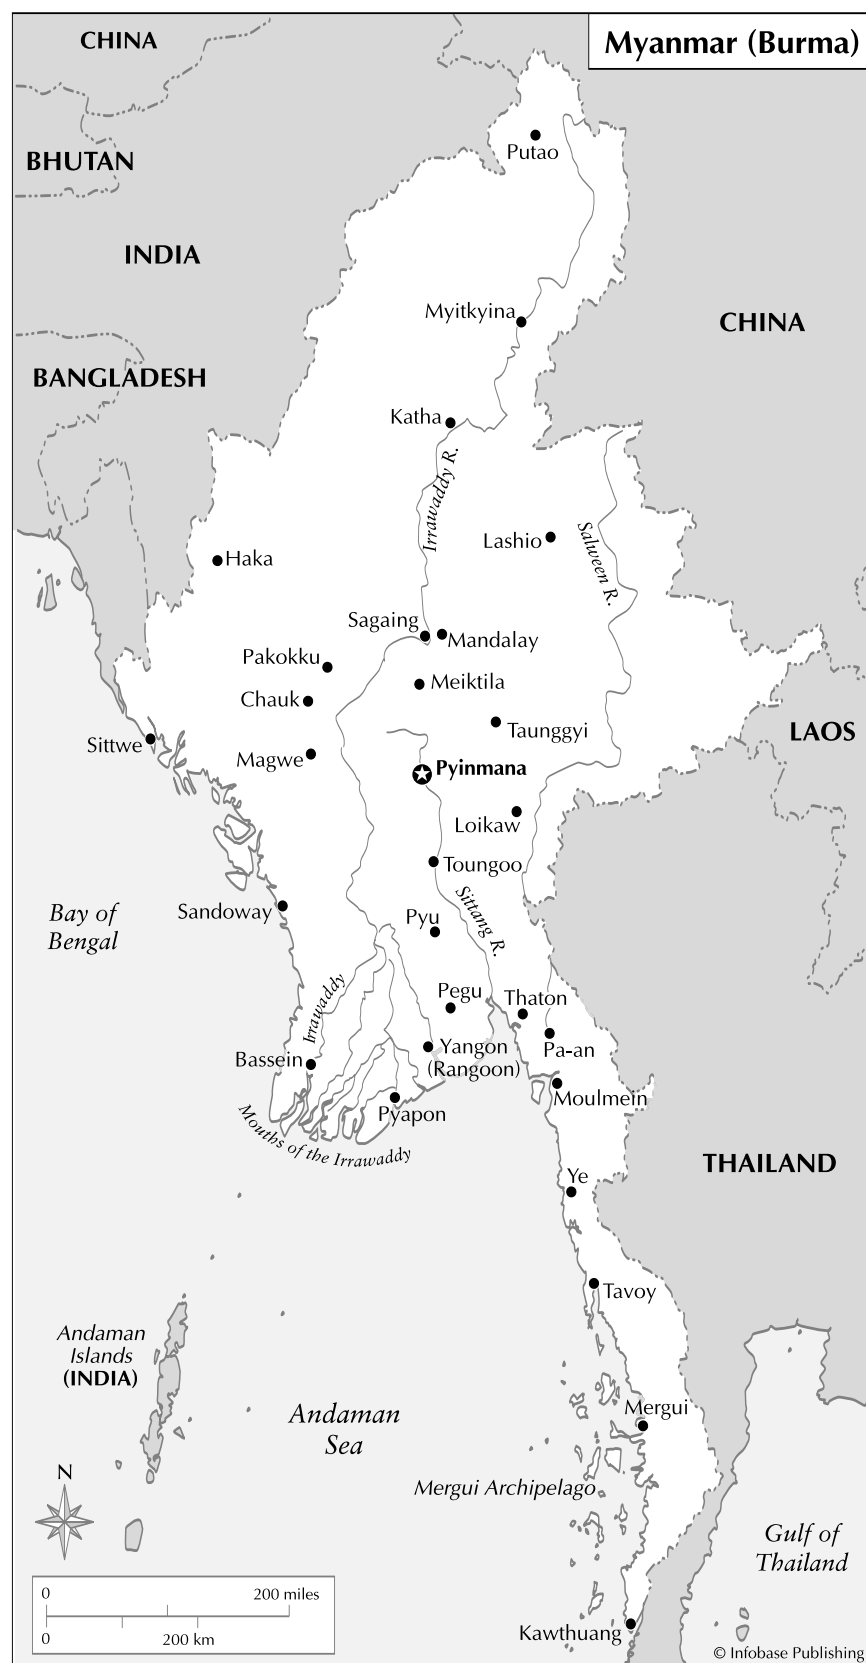 Myanmar (Burma)
CHINA
BHUTAN
Putao
INDIA
Myitkyina
CHINA
BANGLADESH
Katha
Irrawaddy R.
Lashio
Salween R.
Haka
Sagaing
Mandalay
Pakokku
Meiktila
Chauk
Taunggyi
LAOS
Sittwe
Magwe
Pyinmana
Loikaw
Toungoo
Sandoway
Bay of
Bengal
Pyu
Sittang R.
Pegu
Thaton
Irrawaddy
Yangon
(Rangoon)
Pa-an
Bassein
Moulmein
Pyapon
Mouths of the Irrawaddy
THAILAND
Ye
Tavoy
Andaman
Islands
(INDIA)
Andaman
Sea
Mergui
Mergui Archipelago
N
Gulf of
Thailand
0 200 miles
0 200 km
Kawthuang
© Infobase Publishing